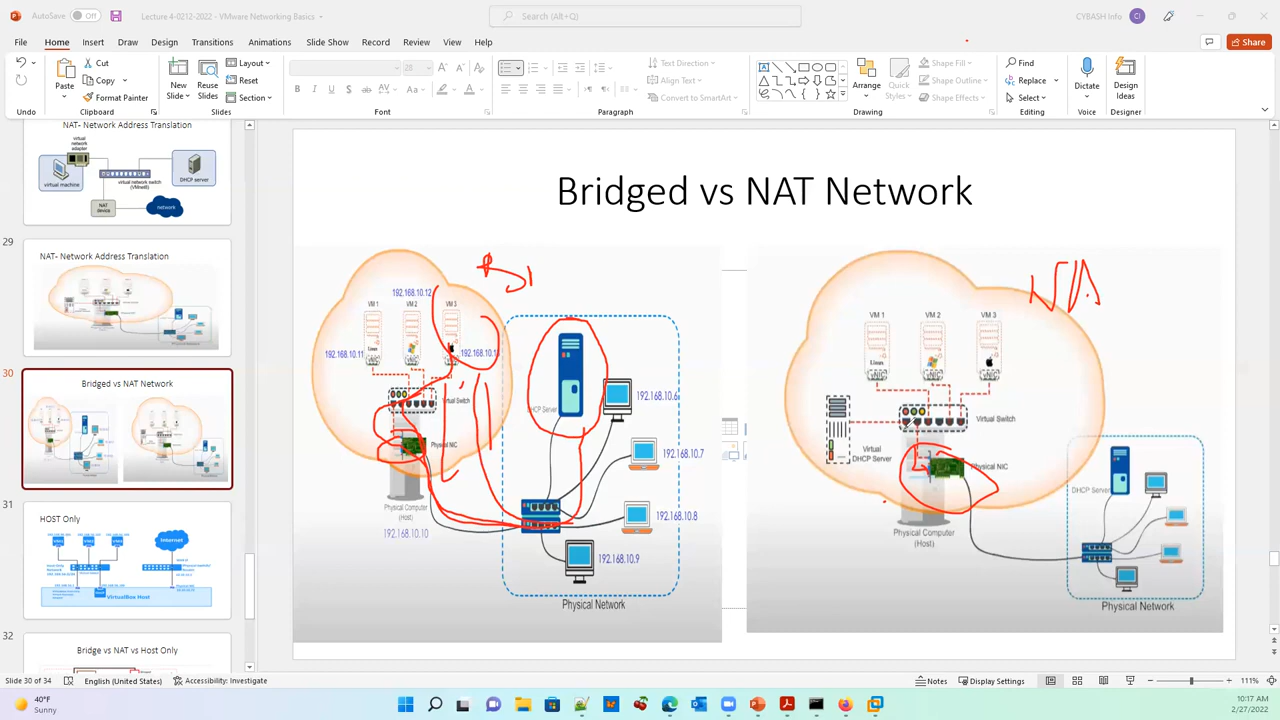 AutoSave Off Lecture 4-0212-2022 - VMware Networking Basics Search (Alt+Q) CYBASH Info CI
File Home Insert Draw Design Transitions Animations Slide Show Record Review View Help Share
Paste Cut Copy Format Painter New Slide Reuse Slides Layout Reset Section 28 Text Direction Align Text Convert to SmartArt Arrange Quick Styles Shape Fill Shape Outline Shape Effects Find Replace Select Dictate Design Ideas
Undo Clipboard Slides Font Paragraph Drawing Editing Voice Designer
NAT- Network Address Translation
virtual network adapter
virtual machine
virtual network switch (VMnet8)
DHCP server
NAT device
network
29
NAT- Network Address Translation
30
Bridged vs NAT Network
31
HOST Only
Internet
VirtualBox Host
32
Bridge vs NAT vs Host Only
Bridged vs NAT Network
192.168.10.12
VM 1 VM 2 VM 3
Linux
192.168.10.11
192.168.10.1
Virtual Switch
Physical NIC
Physical Computer
(Host)
192.168.10.10
DHCP Server
192.168.10.6
192.168.10.7
192.168.10.8
192.168.10.9
Physical Network
NA
VM 1 VM 2 VM 3
Linux
Virtual Switch
Virtual
DHCP Server
Physical NIC
Physical Computer
(Host)
DHCP Server
Physical Network
Slide 30 of 34 English (United States) Accessibility: Investigate Notes Display Settings 111%
40°F
Sunny
10:17 AM
2/27/2022